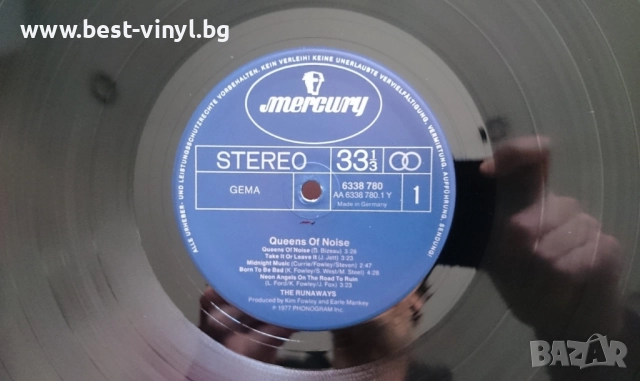 www.best-vinyl.bg
ALLE URHEBER- UND LEISTUNGSSCHUTZRECHTE VORBEHALTEN. KEIN VERLEIH! KEINE UNERLAUBTE VERVIELFÄLTIGUNG, VERMIETUNG, AUFFÜHRUNG, SENDUNG!
mercury
STEREO 33 1/3
GEMA 6338 780
AA 6338 780.1 Y
Made in Germany
1
Queens Of Noise
Queens Of Noise (B. Bizeau) 3:26
Take It Or Leave It (J. Jett) 3:23
Midnight Music (Currie/Fowley/Steven) 2:47
Born To Be Bad (K. Fowley/S. West/M. Steel) 4:26
Neon Angels On The Road To Ruin
(L. Ford/K. Fowley/J. Fox) 3:23
THE RUNAWAYS
Produced by Kim Fowley and Earle Mankey
℗ 1977 PHONOGRAM Inc.
BAZAR